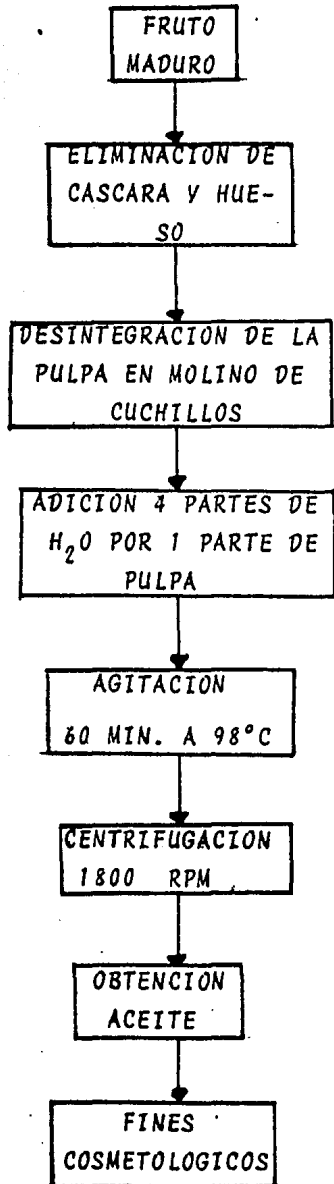 FRUTO
MADURO
ELIMINACION DE
CASCARA Y HUE-
SO
DESINTEGRACION DE LA
PULPA EN MOLINO DE
CUCHILLOS
ADICION 4 PARTES DE
H₂O POR 1 PARTE DE
PULPA
AGITACION
60 MIN. A 98°C
CENTRIFUGACION
1800 RPM
OBTENCION
ACEITE
FINES
COSMETOLOGICOS